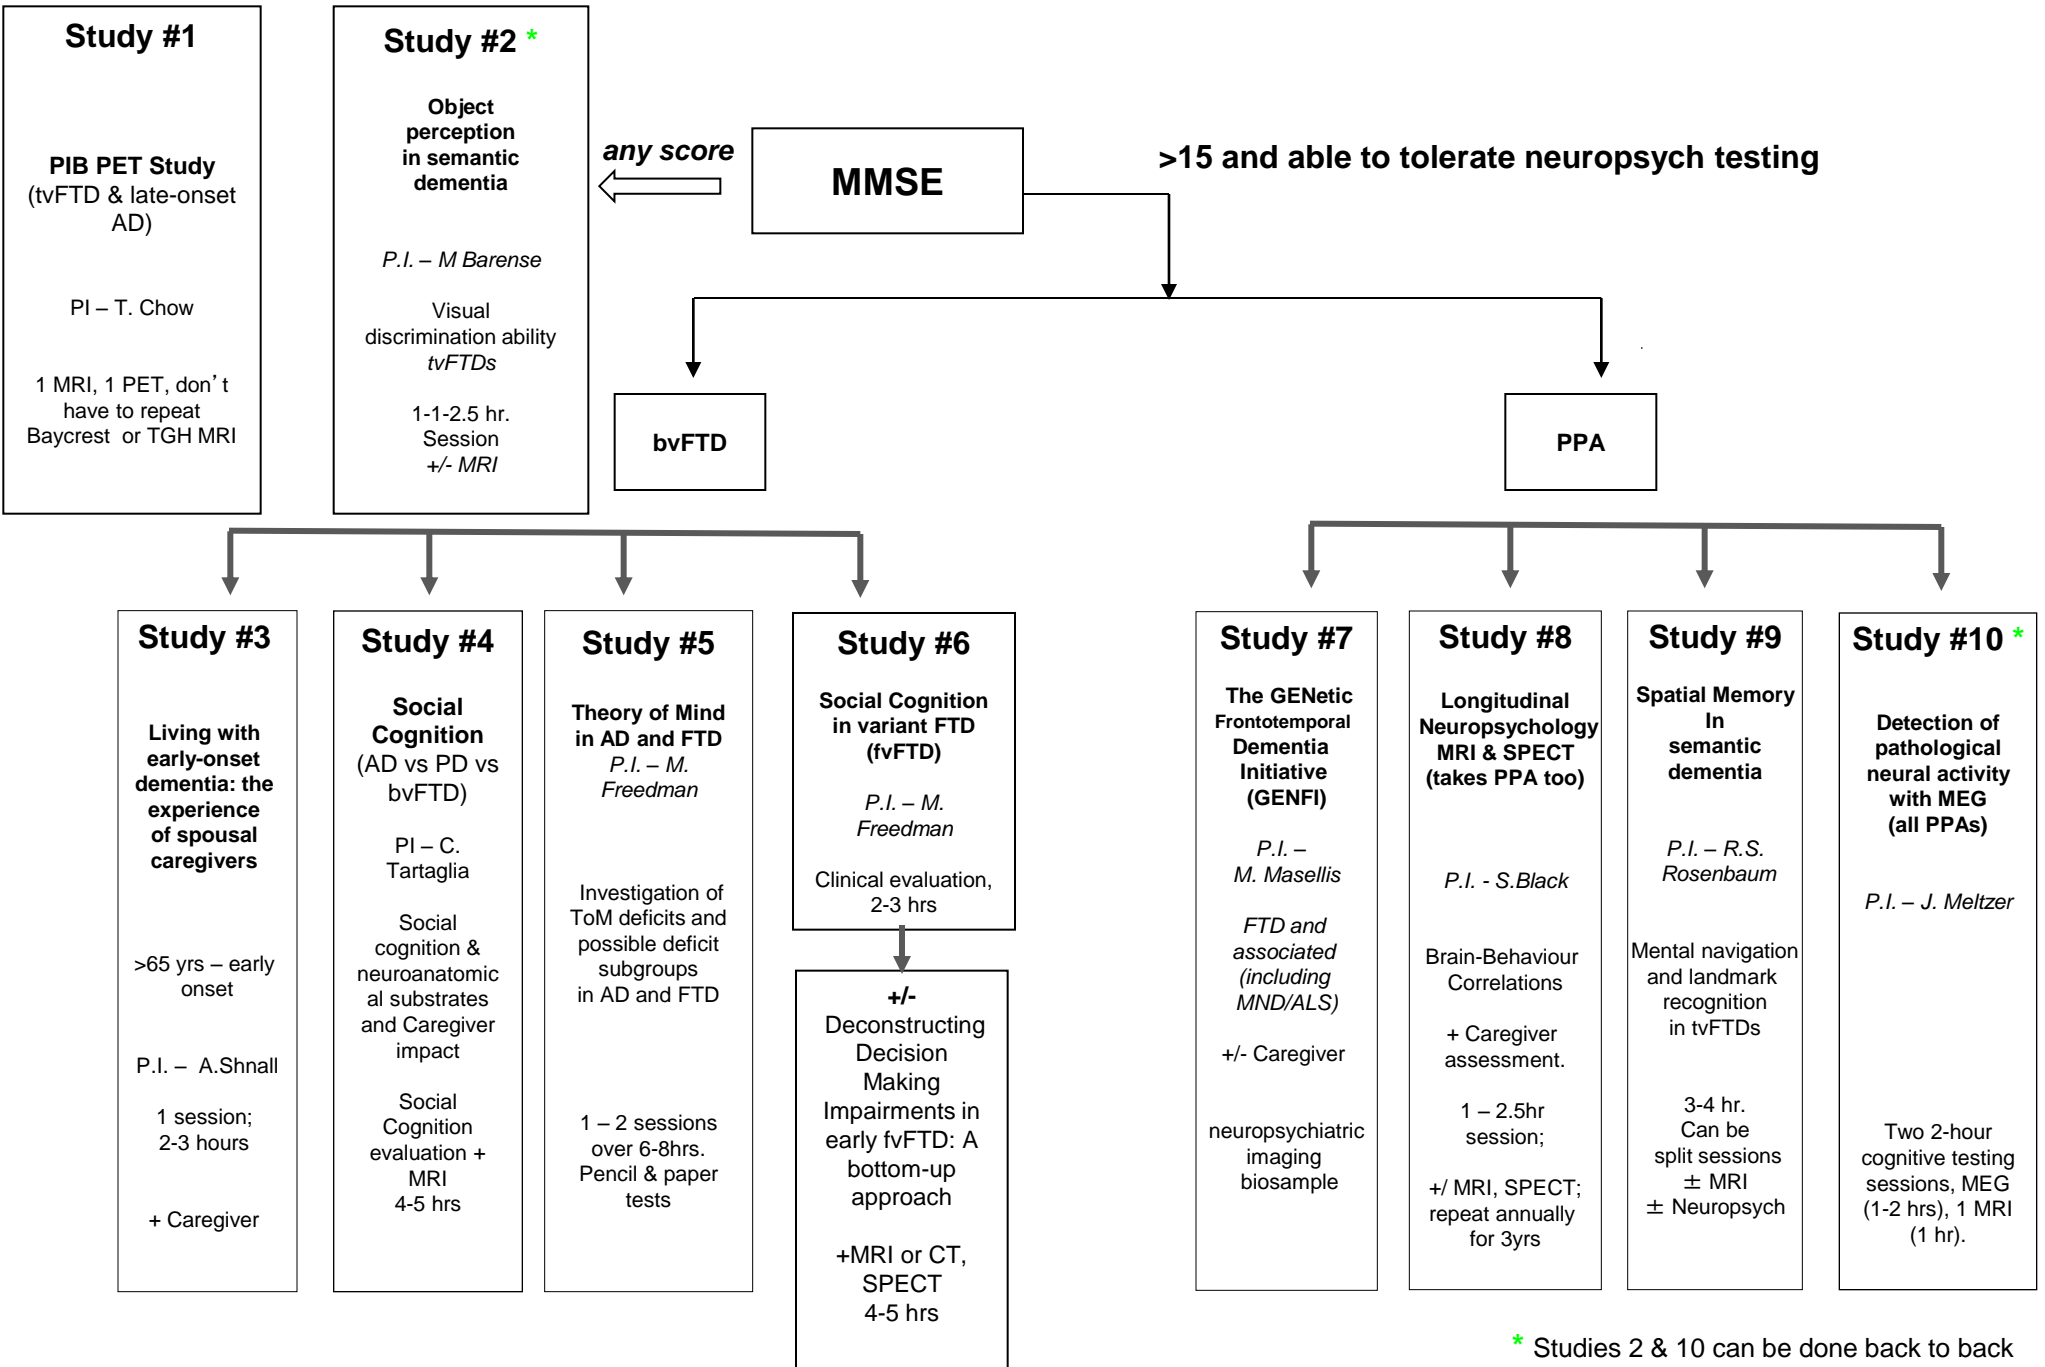 Study #1
PIB PET Study
(tvFTD & late-onset
AD)
PI – T. Chow
1 MRI, 1 PET, don’t
have to repeat
Baycrest or TGH MRI
Study #2 *
Object
perception
in semantic
dementia
P.I. – M Barense
Visual
discrimination ability
tvFTDs
1-1-2.5 hr.
Session
+/- MRI
any score
MMSE
>15 and able to tolerate neuropsych testing
bvFTD
PPA
Study #3
Living with
early-onset
dementia: the
experience
of spousal
caregivers
>65 yrs – early
onset
P.I. – A.Shnall
1 session;
2-3 hours
+ Caregiver
Study #4
Social
Cognition
(AD vs PD vs
bvFTD)
PI – C.
Tartaglia
Social
cognition &
neuroanatomic
al substrates
and Caregiver
impact
Social
Cognition
evaluation +
MRI
4-5 hrs
Study #5
Theory of Mind
in AD and FTD
P.I. – M.
Freedman
Investigation of
ToM deficits and
possible deficit
subgroups
in AD and FTD
1 – 2 sessions
over 6-8hrs.
Pencil & paper
tests
Study #6
Social Cognition
in variant FTD
(fvFTD)
P.I. – M.
Freedman
Clinical evaluation,
2-3 hrs
+/-
Deconstructing
Decision
Making
Impairments in
early fvFTD: A
bottom-up
approach
+MRI or CT,
SPECT
4-5 hrs
Study #7
The GENetic
Frontotemporal
Dementia
Initiative
(GENFI)
P.I. –
M. Masellis
FTD and
associated
(including
MND/ALS)
+/- Caregiver
neuropsychiatric
imaging
biosample
Study #8
Longitudinal
Neuropsychology
MRI & SPECT
(takes PPA too)
P.I. - S.Black
Brain-Behaviour
Correlations
+ Caregiver
assessment.
1 – 2.5hr
session;
+/ MRI, SPECT;
repeat annually
for 3yrs
Study #9
Spatial Memory
In
semantic
dementia
P.I. – R.S.
Rosenbaum
Mental navigation
and landmark
recognition
in tvFTDs
3-4 hr.
Can be
split sessions
± MRI
± Neuropsych
Study #10 *
Detection of
pathological
neural activity
with MEG
(all PPAs)
P.I. – J. Meltzer
Two 2-hour
cognitive testing
sessions, MEG
(1-2 hrs), 1 MRI
(1 hr).
* Studies 2 & 10 can be done back to back